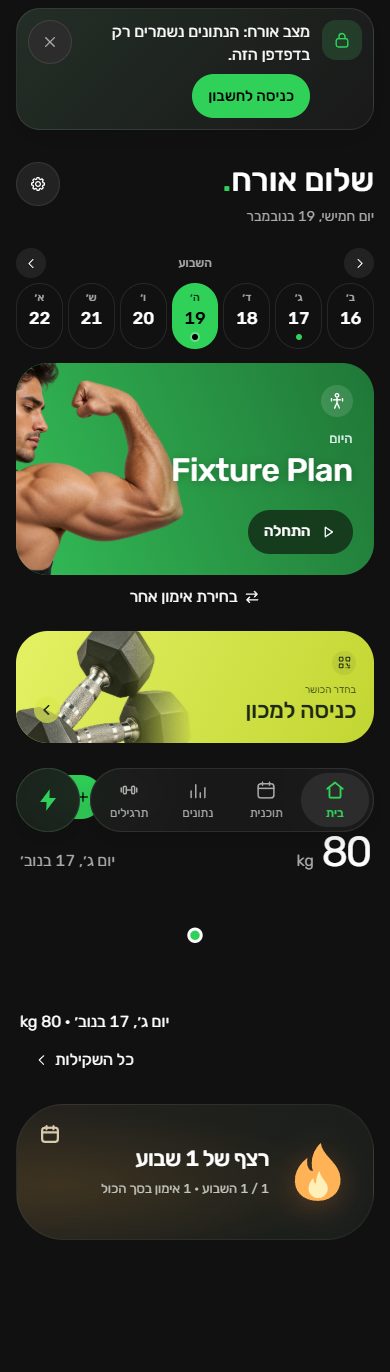 מצב אורח: הנתונים נשמרים רק
בדפדפן הזה.
כניסה לחשבון
שלום אורח.
יום חמישי, 19 בנובמבר
השבוע
ב׳ ג׳ ד׳ ה׳ ו׳ ש׳ א׳
16 17 18 19 20 21 22
היום
Fixture Plan
התחלה
בחירת אימון אחר
בחדר הכושר
כניסה למכון
בית
תוכנית
נתונים
תרגילים
+
80 kg
יום ג׳, 17 בנוב׳
יום ג׳, 17 בנוב׳ • 80 kg
כל השקילות
רצף של 1 שבוע
1 / 1 השבוע • 1 אימון בסך הכול